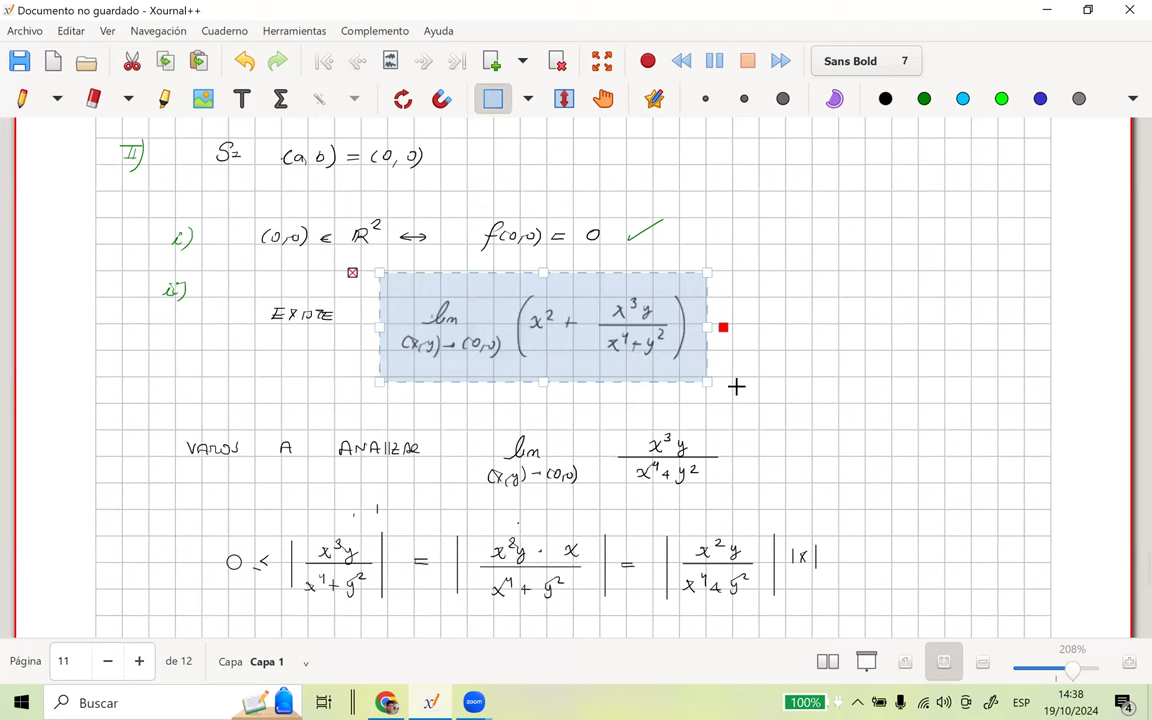 Documento no guardado - Xournal++
Archivo Editar Ver Navegación Cuaderno Herramientas Complemento Ayuda
Sans Bold 7
II) Si (a,b) = (0,0)
i) (0,0) ∈ ℝ² ↔ f(0,0) = 0 ✓
ii)
EXISTE lim (x,y)→(0,0) (x² + x³y / (x⁴+y²))
VAMOS A ANALIZAR lim (x,y)→(0,0) x³y / (x⁴+y²)
0 ≤ | x³y / (x⁴+y²) | = | x²y · x / (x⁴+y²) | = | x²y / (x⁴+y²) | |x|
Página 11 de 12 Capa Capa 1 208%
Buscar
zoom
100% ESP 14:38
19/10/2024
4